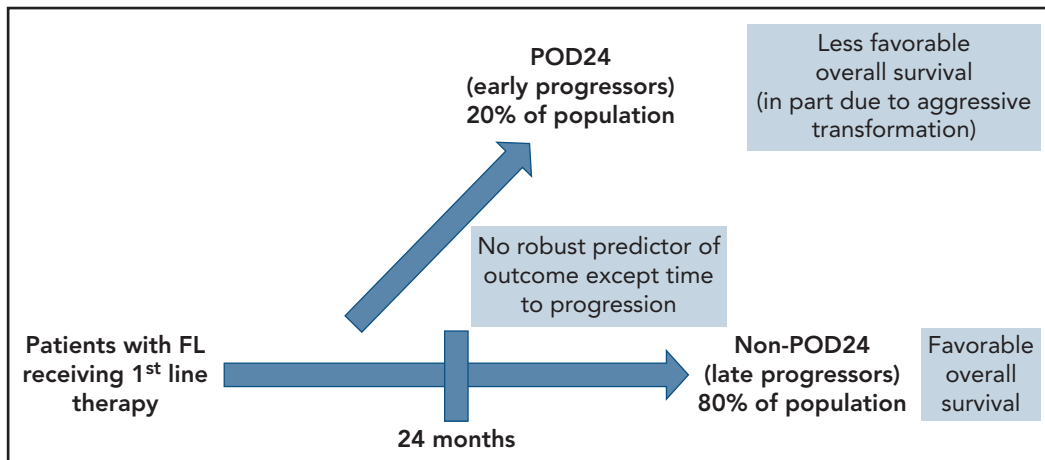 POD24
(early progressors)
20% of population
Less favorable
overall survival
(in part due to aggressive
transformation)
No robust predictor of
outcome except time
to progression
Patients with FL
receiving 1st line
therapy
24 months
Non-POD24
(late progressors)
80% of population
Favorable
overall
survival